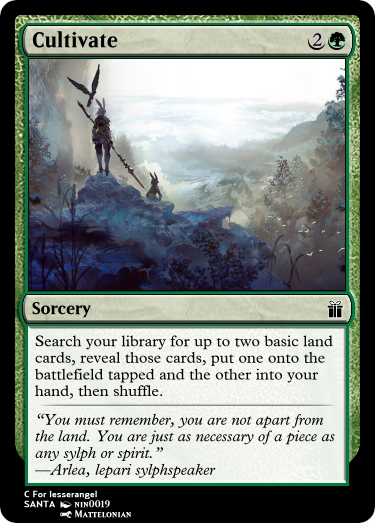 Cultivate 2
Sorcery
Search your library for up to two basic land
cards, reveal those cards, put one onto the
battlefield tapped and the other into your
hand, then shuffle.
“You must remember, you are not apart from
the land. You are just as necessary of a piece as
any sylph or spirit.”
—Arlea, lepari sylphspeaker
C For lesserangel
SANTA NIN0019
MATTELONIAN